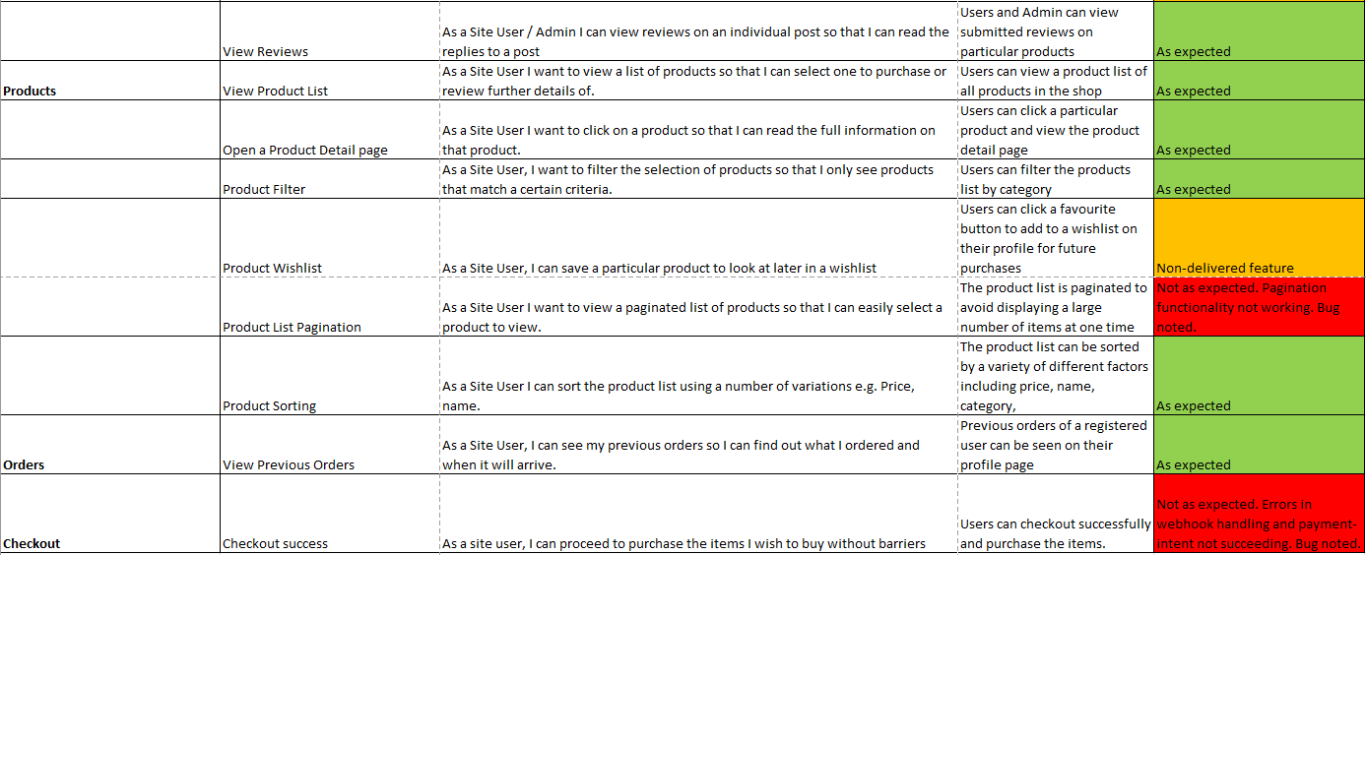 View Reviews
As a Site User / Admin I can view reviews on an individual post so that I can read the
replies to a post
Users and Admin can view
submitted reviews on
particular products
As expected
Products
View Product List
As a Site User I want to view a list of products so that I can select one to purchase or
review further details of.
Users can view a product list of
all products in the shop
As expected
Open a Product Detail page
As a Site User I want to click on a product so that I can read the full information on
that product.
Users can click a particular
product and view the product
detail page
As expected
Product Filter
As a Site User, I want to filter the selection of products so that I only see products
that match a certain criteria.
Users can filter the products
list by category
As expected
Product Wishlist
As a Site User, I can save a particular product to look at later in a wishlist
Users can click a favourite
button to add to a wishlist on
their profile for future
purchases
Non-delivered feature
Product List Pagination
As a Site User I want to view a paginated list of products so that I can easily select a
product to view.
The product list is paginated to
avoid displaying a large
number of items at one time
Not as expected. Pagination
functionality not working. Bug
noted.
Product Sorting
As a Site User I can sort the product list using a number of variations e.g. Price,
name.
The product list can be sorted
by a variety of different factors
including price, name,
category,
As expected
Orders
View Previous Orders
As a Site User, I can see my previous orders so I can find out what I ordered and
when it will arrive.
Previous orders of a registered
user can be seen on their
profile page
As expected
Checkout
Checkout success
As a site user, I can proceed to purchase the items I wish to buy without barriers
Users can checkout successfully
and purchase the items.
Not as expected. Errors in
webhook handling and payment-
intent not succeeding. Bug noted.